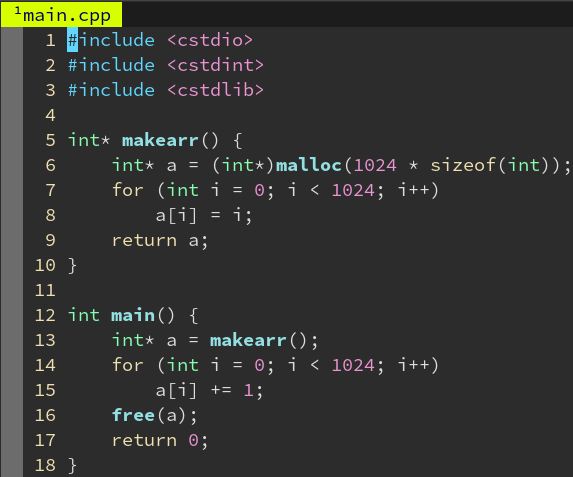 ¹main.cpp
1 #include <cstdio>
2 #include <cstdint>
3 #include <cstdlib>
4
5 int* makearr() {
6     int* a = (int*)malloc(1024 * sizeof(int));
7     for (int i = 0; i < 1024; i++)
8         a[i] = i;
9     return a;
10 }
11
12 int main() {
13     int* a = makearr();
14     for (int i = 0; i < 1024; i++)
15         a[i] += 1;
16     free(a);
17     return 0;
18 }